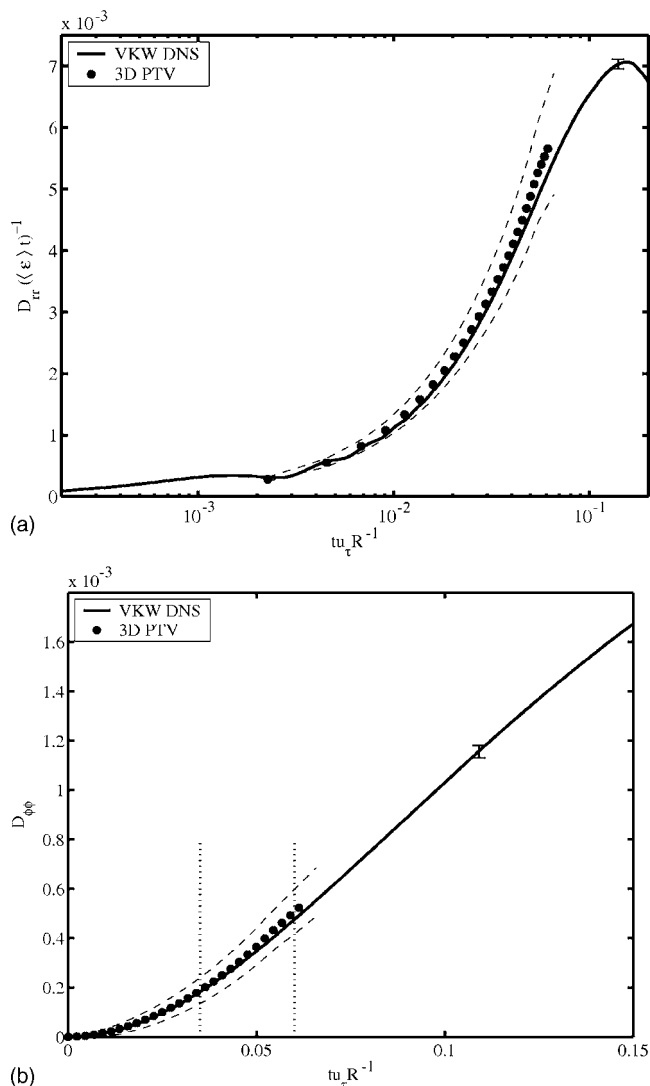 x 10⁻³
VKW DNS
3D PTV
7
6
5
4
3
2
1
0
D_rr (⟨ε⟩ t)⁻¹
10⁻³
10⁻²
10⁻¹
tu_τR⁻¹
(a)
x 10⁻³
VKW DNS
3D PTV
1.6
1.4
1.2
1
0.8
0.6
0.4
0.2
0
D_φφ
0
0.05
0.1
0.15
tu_τR⁻¹
(b)